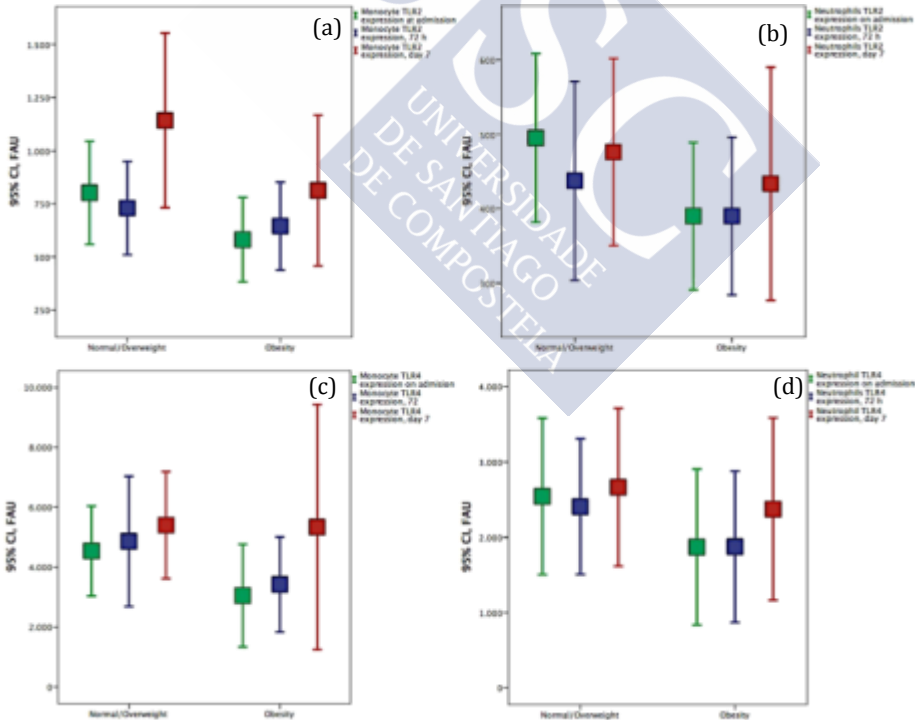 (a)
Monocyte TLR2
expression at admission
Monocyte TLR2
expression, 72 h
Monocyte TLR2
expression, day 7
95% CI, FAU
1.500
1.250
1.000
750
500
250
Normal/Overweight
Obesity
(b)
Neutrophils TLR2
expression on admission
Neutrophils TLR2
expression, 72 h
Neutrophils TLR2
expression, day 7
95% CI, FAU
600
500
400
300
Normal/Overweight
Obesity
(c)
Monocyte TLR4
expression on admision
Monocyte TLR4
expression, 72
Monocyte TLR4
expression, day 7
95% CI, FAU
10.000
8.000
6.000
4.000
2.000
0
Normal/Overweight
Obesity
(d)
Neutrophil TLR4
expression on admission
Neutrophils TLR4
expression, 72 h
Neutrophil TLR4
expression, day 7
95% CI, FAU
4.000
3.000
2.000
1.000
0
Normal/Overweight
Obesity
SC
UNIVERSIDADE
DE SANTIAGO
DE COMPOSTELA